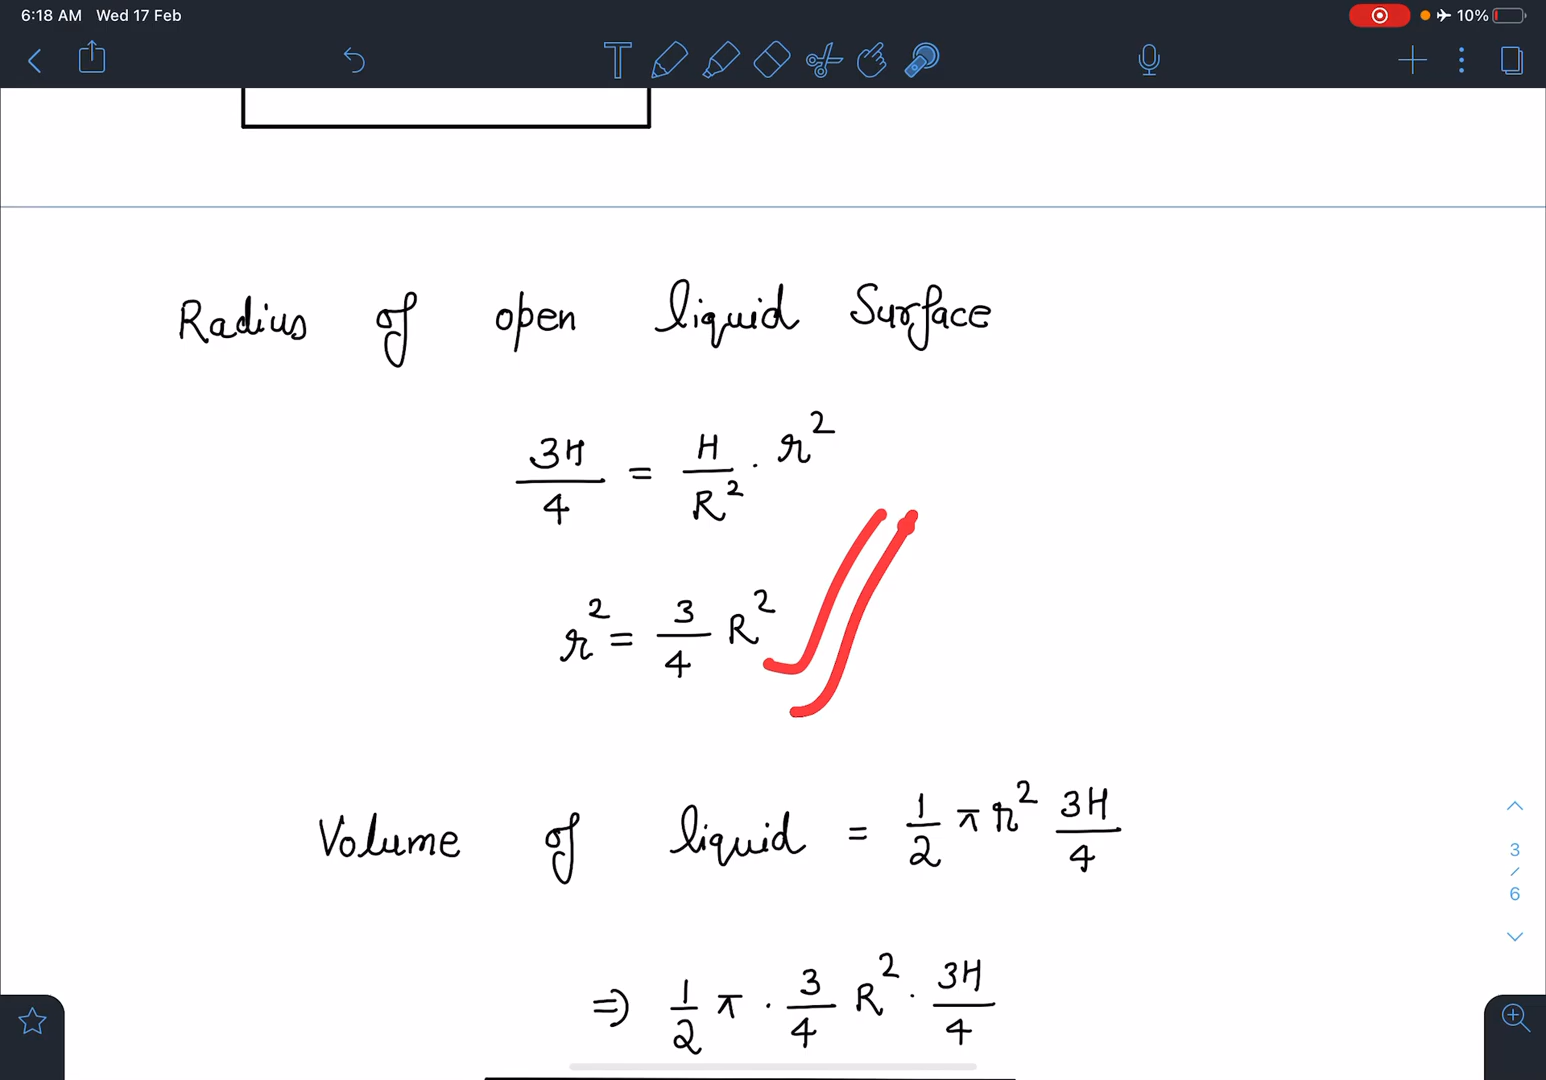 6:18 AM Wed 17 Feb 10%
T
Radius of open liquid Surface
3H/4 = H/R² · r²
r² = 3/4 R²
Volume of liquid = 1/2 π r² 3H/4
⇒ 1/2 π · 3/4 R² · 3H/4
3
/
6